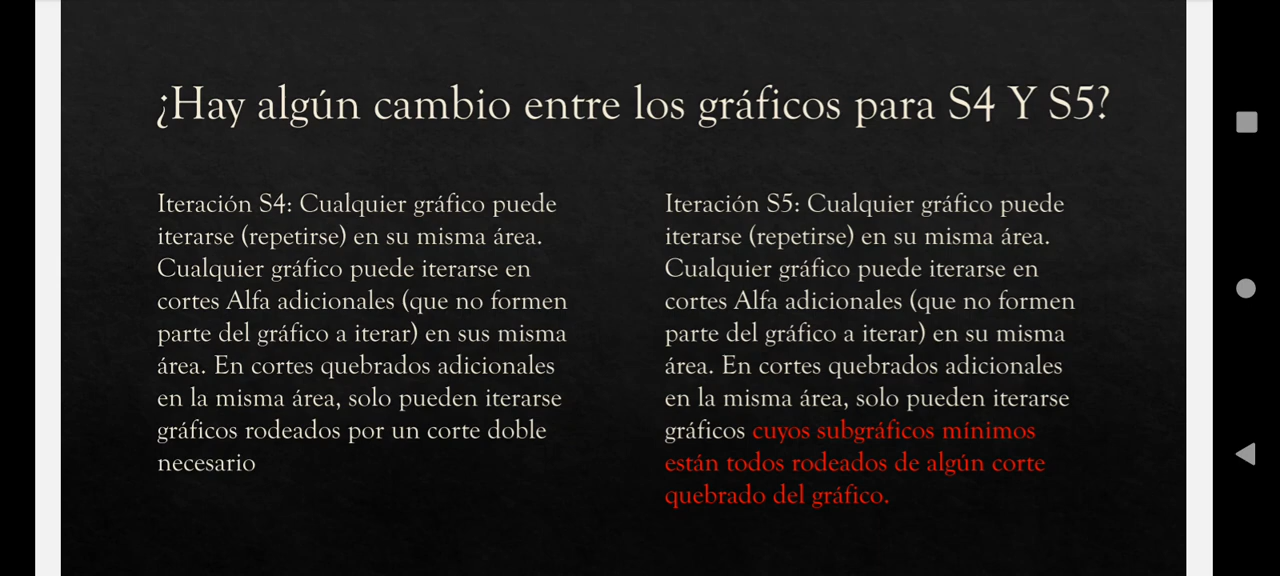 ¿Hay algún cambio entre los gráficos para S4 Y S5?
Iteración S4: Cualquier gráfico puede
iterarse (repetirse) en su misma área.
Cualquier gráfico puede iterarse en
cortes Alfa adicionales (que no formen
parte del gráfico a iterar) en sus misma
área. En cortes quebrados adicionales
en la misma área, solo pueden iterarse
gráficos rodeados por un corte doble
necesario
Iteración S5: Cualquier gráfico puede
iterarse (repetirse) en su misma área.
Cualquier gráfico puede iterarse en
cortes Alfa adicionales (que no formen
parte del gráfico a iterar) en su misma
área. En cortes quebrados adicionales
en la misma área, solo pueden iterarse
gráficos cuyos subgráficos mínimos
están todos rodeados de algún corte
quebrado del gráfico.